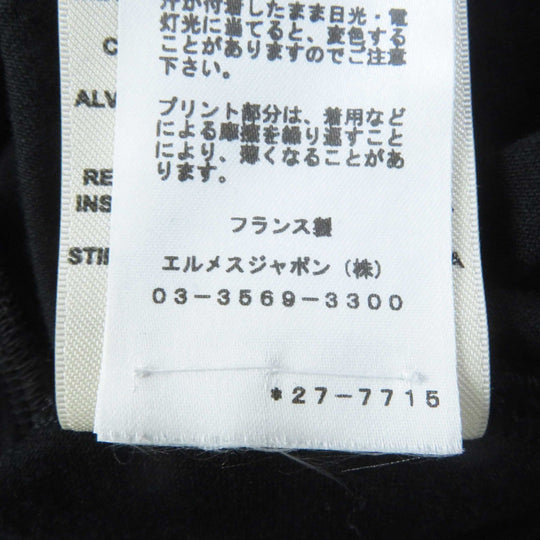 汗が付着したまま日光・電
灯光に当てると、変色する
ことがありますのでご注意
下さい。
プリント部分は、着用など
による摩擦を繰り返すこと
により、薄くなることがあ
ります。
フランス製
エルメスジャポン（株）
03-3569-3300
*27-7715
C
ALV
RE
INS
STI
A